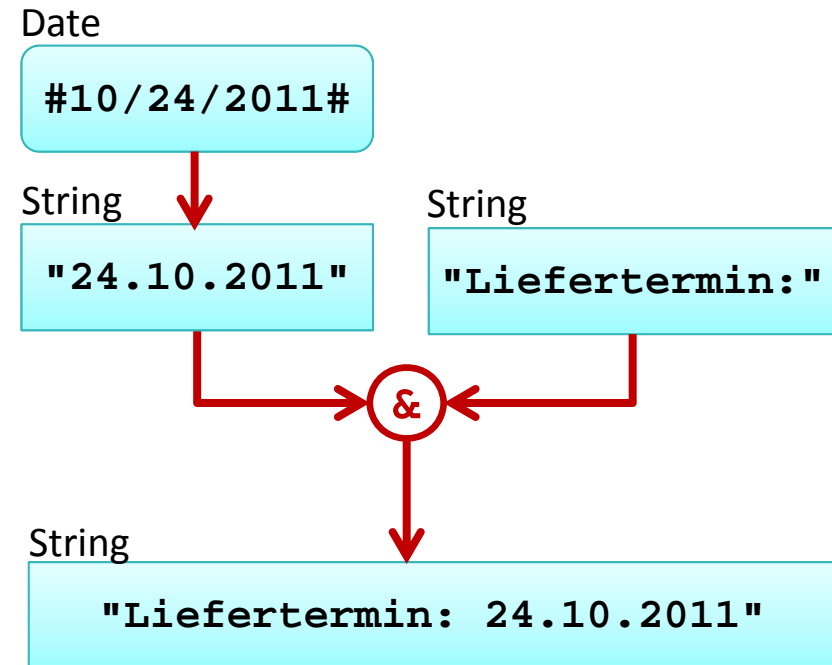 Date
#10/24/2011#
String
"24.10.2011"
String
"Liefertermin:"
&
String
"Liefertermin: 24.10.2011"